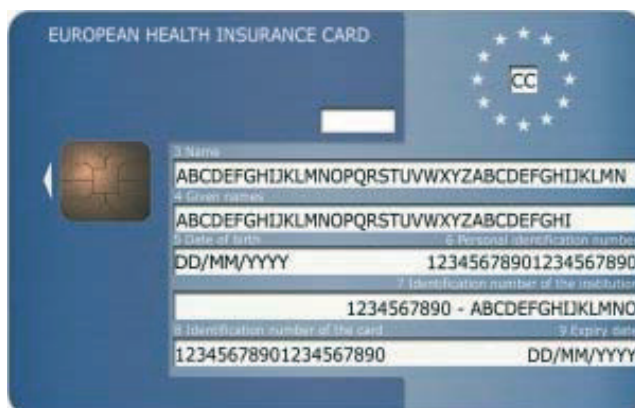 EUROPEAN HEALTH INSURANCE CARD
CC
3 Name
ABCDEFGHIJKLMNOPQRSTUVWXYZABCDEFGHIJKLMN
4 Given names
ABCDEFGHIJKLMNOPQRSTUVWXYZABCDEFGHI
5 Date of birth 6 Personal identification number
DD/MM/YYYY 12345678901234567890
7 Identification number of the institution
1234567890 - ABCDEFGHIJKLMNO
8 Identification number of the card 9 Expiry date
12345678901234567890 DD/MM/YYYY